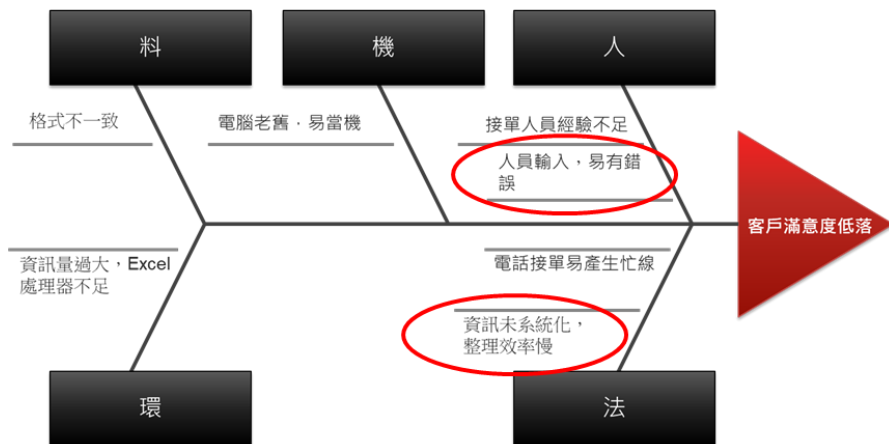 料
機
人
格式不一致
電腦老舊．易當機
接單人員經驗不足
人員輸入，易有錯
誤
客戶滿意度低落
資訊量過大，Excel
處理器不足
電話接單易產生忙線
資訊未系統化，
整理效率慢
環
法